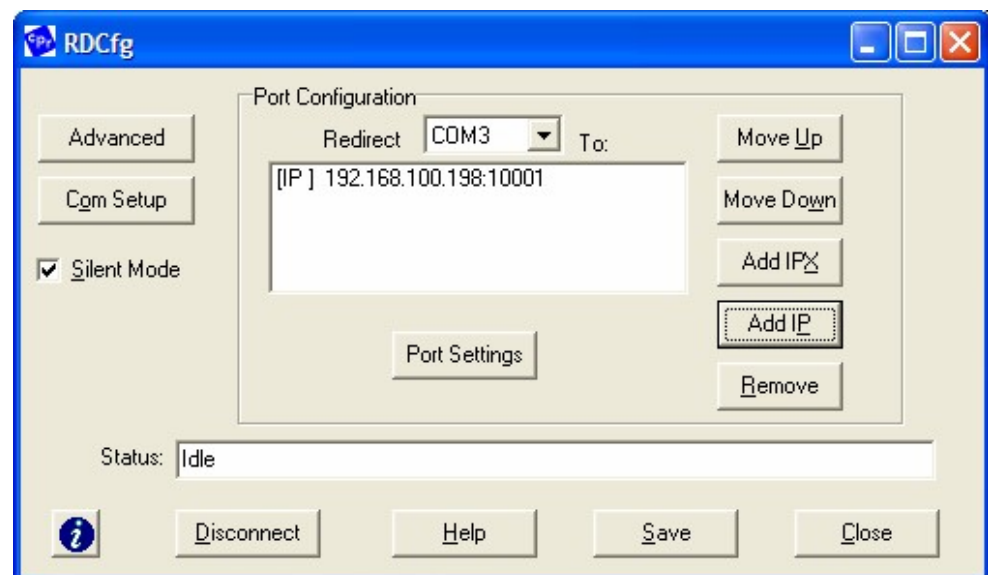 CPR RDCfg
Port Configuration
Advanced
Redirect COM3 To:
Move Up
[IP ] 192.168.100.198:10001
Com Setup
Move Down
Silent Mode
Add IPX
Add IP
Port Settings
Remove
Status: Idle
i
Disconnect
Help
Save
Close